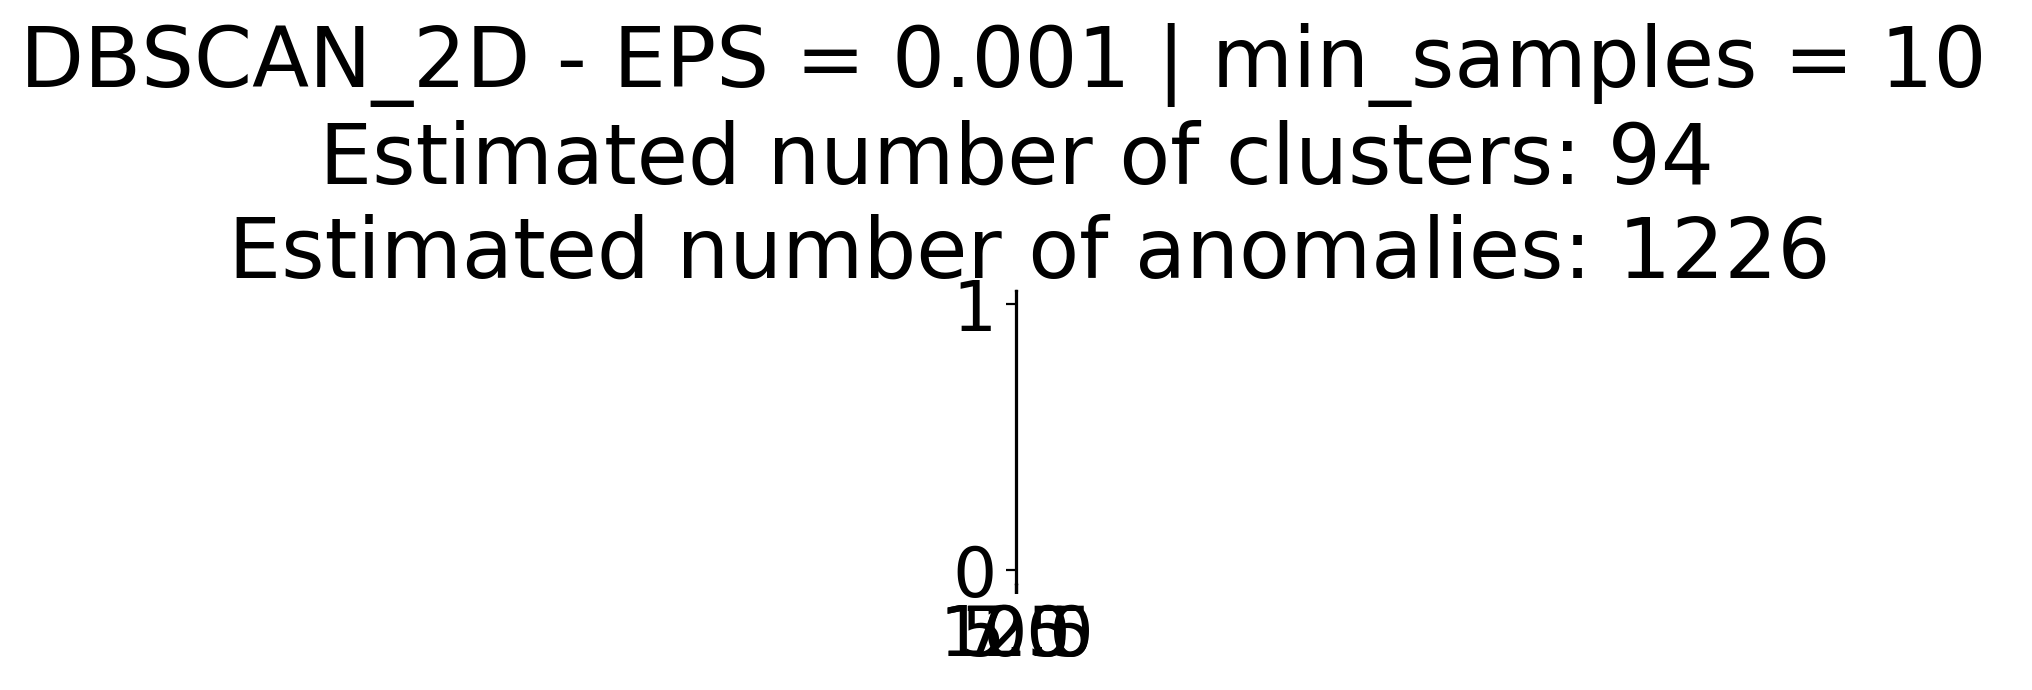 DBSCAN_2D - EPS = 0.001 | min_samples = 10
Estimated number of clusters: 94
Estimated number of anomalies: 1226
1
0